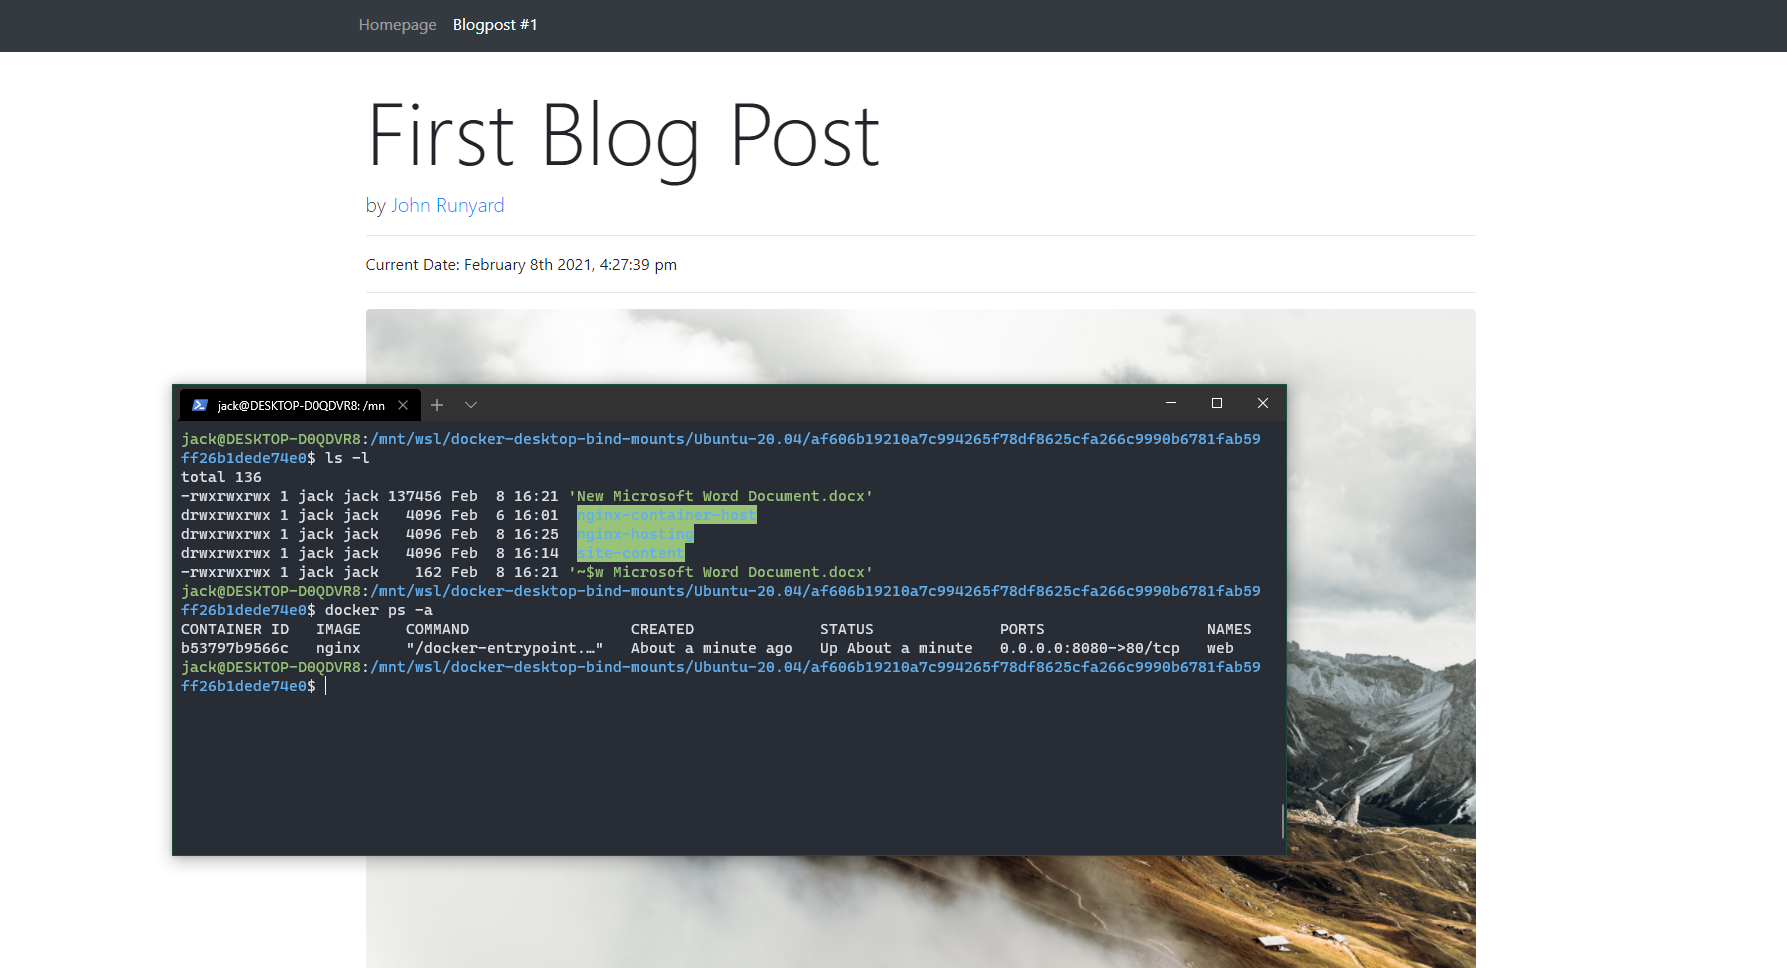 Homepage Blogpost #1
First Blog Post
by John Runyard
Current Date: February 8th 2021, 4:27:39 pm
jack@DESKTOP-D0QDVR8: /mn
jack@DESKTOP-D0QDVR8:/mnt/wsl/docker-desktop-bind-mounts/Ubuntu-20.04/af606b19210a7c994265f78df8625cfa266c9990b6781fab59
ff26b1dede74e0$ ls -l
total 136
-rwxrwxrwx 1 jack jack 137456 Feb  8 16:21 'New Microsoft Word Document.docx'
drwxrwxrwx 1 jack jack   4096 Feb  6 16:01  nginx-container-host
drwxrwxrwx 1 jack jack   4096 Feb  8 16:25  nginx-hosting
drwxrwxrwx 1 jack jack   4096 Feb  8 16:14  site-content
-rwxrwxrwx 1 jack jack    162 Feb  8 16:21 '~$w Microsoft Word Document.docx'
jack@DESKTOP-D0QDVR8:/mnt/wsl/docker-desktop-bind-mounts/Ubuntu-20.04/af606b19210a7c994265f78df8625cfa266c9990b6781fab59
ff26b1dede74e0$ docker ps -a
CONTAINER ID   IMAGE     COMMAND                  CREATED              STATUS              PORTS                  NAMES
b53797b9566c   nginx     "/docker-entrypoint.…"   About a minute ago   Up About a minute   0.0.0.0:8080->80/tcp   web
jack@DESKTOP-D0QDVR8:/mnt/wsl/docker-desktop-bind-mounts/Ubuntu-20.04/af606b19210a7c994265f78df8625cfa266c9990b6781fab59
ff26b1dede74e0$